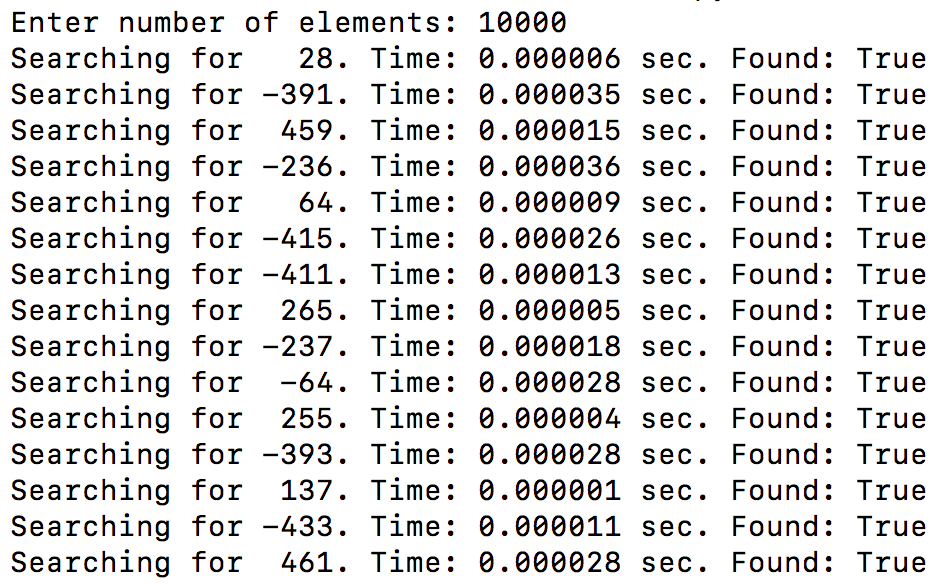 Enter number of elements: 10000
Searching for   28. Time: 0.000006 sec. Found: True
Searching for -391. Time: 0.000035 sec. Found: True
Searching for  459. Time: 0.000015 sec. Found: True
Searching for -236. Time: 0.000036 sec. Found: True
Searching for   64. Time: 0.000009 sec. Found: True
Searching for -415. Time: 0.000026 sec. Found: True
Searching for -411. Time: 0.000013 sec. Found: True
Searching for  265. Time: 0.000005 sec. Found: True
Searching for -237. Time: 0.000018 sec. Found: True
Searching for  -64. Time: 0.000028 sec. Found: True
Searching for  255. Time: 0.000004 sec. Found: True
Searching for -393. Time: 0.000028 sec. Found: True
Searching for  137. Time: 0.000001 sec. Found: True
Searching for -433. Time: 0.000011 sec. Found: True
Searching for  461. Time: 0.000028 sec. Found: True